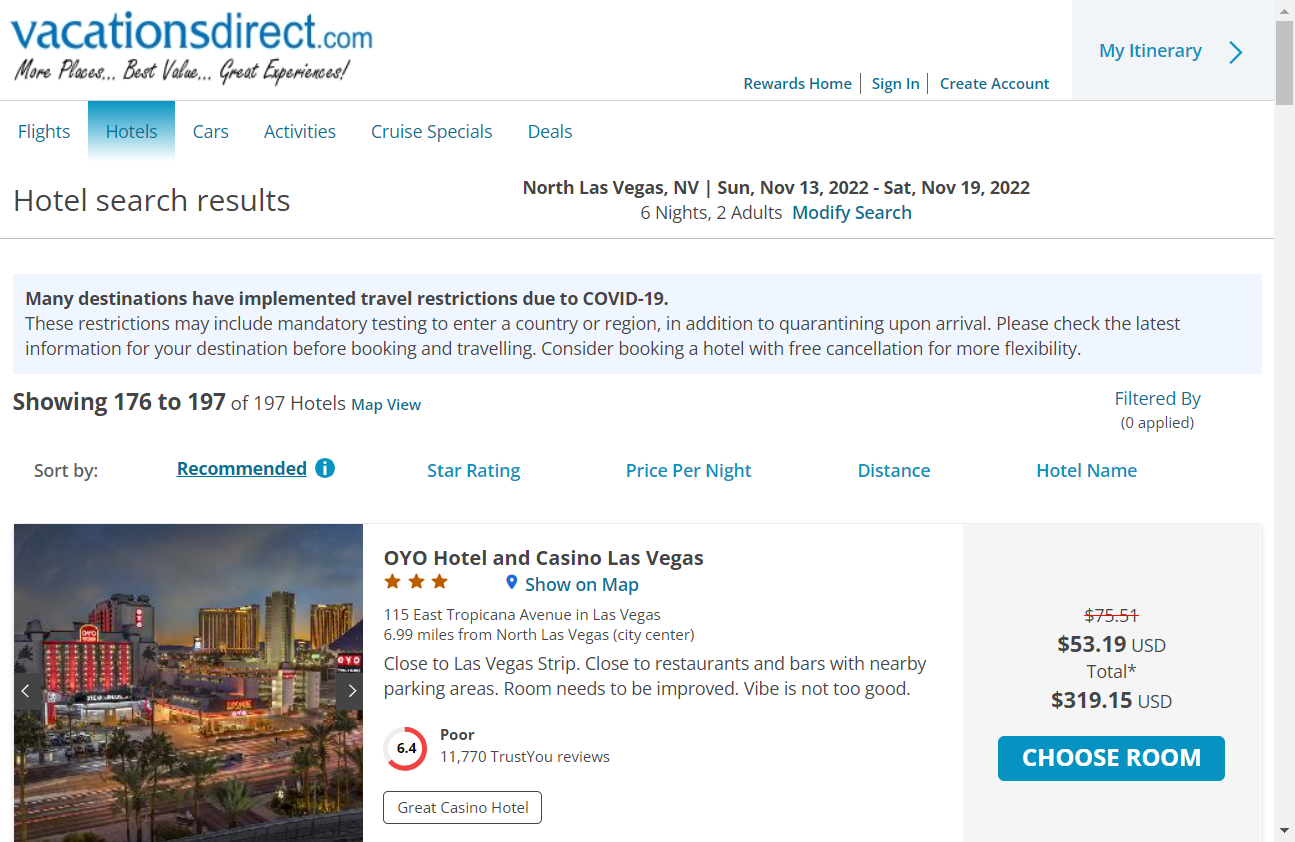 vacationsdirect.com
More Places... Best Value... Great Experiences!
My Itinerary
Rewards Home
Sign In
Create Account
Flights
Hotels
Cars
Activities
Cruise Specials
Deals
Hotel search results
North Las Vegas, NV | Sun, Nov 13, 2022 - Sat, Nov 19, 2022
6 Nights, 2 Adults Modify Search
Many destinations have implemented travel restrictions due to COVID-19.
These restrictions may include mandatory testing to enter a country or region, in addition to quarantining upon arrival. Please check the latest
information for your destination before booking and travelling. Consider booking a hotel with free cancellation for more flexibility.
Showing 176 to 197 of 197 Hotels Map View
Filtered By
(0 applied)
Sort by:
Recommended
Star Rating
Price Per Night
Distance
Hotel Name
OYO Hotel and Casino Las Vegas
Show on Map
115 East Tropicana Avenue in Las Vegas
6.99 miles from North Las Vegas (city center)
Close to Las Vegas Strip. Close to restaurants and bars with nearby
parking areas. Room needs to be improved. Vibe is not too good.
6.4
Poor
11,770 TrustYou reviews
Great Casino Hotel
$75.51
$53.19 USD
Total*
$319.15 USD
CHOOSE ROOM
OYO
OYO
OYO